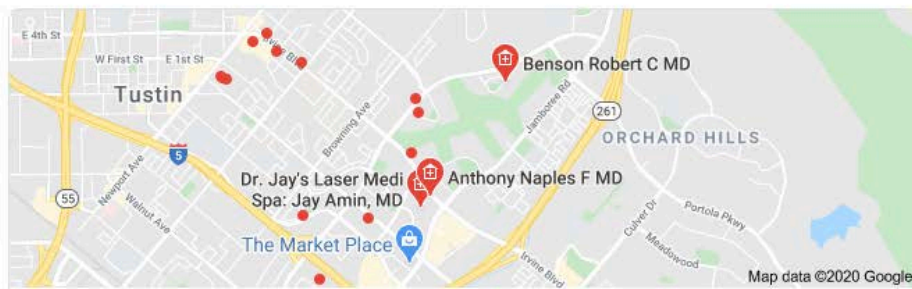 E 4th St
W First St
E 1st St
Irvine Blvd
Tustin
Benson Robert C MD
Browning Ave
Jamboree Rd
261
ORCHARD HILLS
5
Newport Ave
55
Walnut Ave
Dr. Jay's Laser Medi
Spa: Jay Amin, MD
Anthony Naples F MD
The Market Place
Culver Dr
Portola Pkwy
Meadowood
Irvine Blvd
Map data ©2020 Google